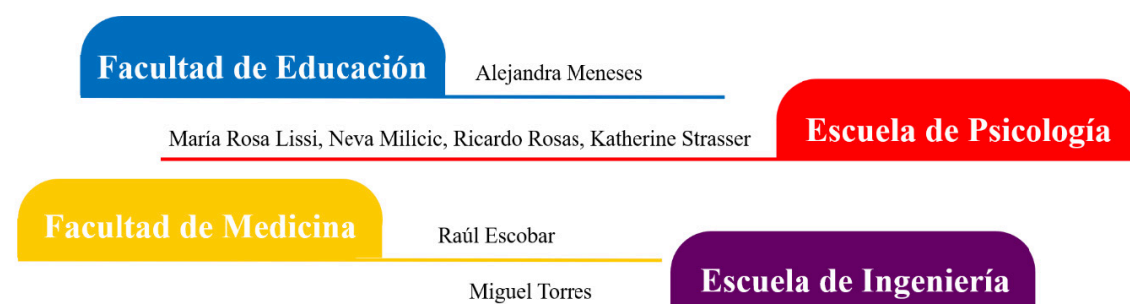 Facultad de Educación Alejandra Meneses
María Rosa Lissi, Neva Milicic, Ricardo Rosas, Katherine Strasser Escuela de Psicología
Facultad de Medicina Raúl Escobar
Miguel Torres Escuela de Ingeniería